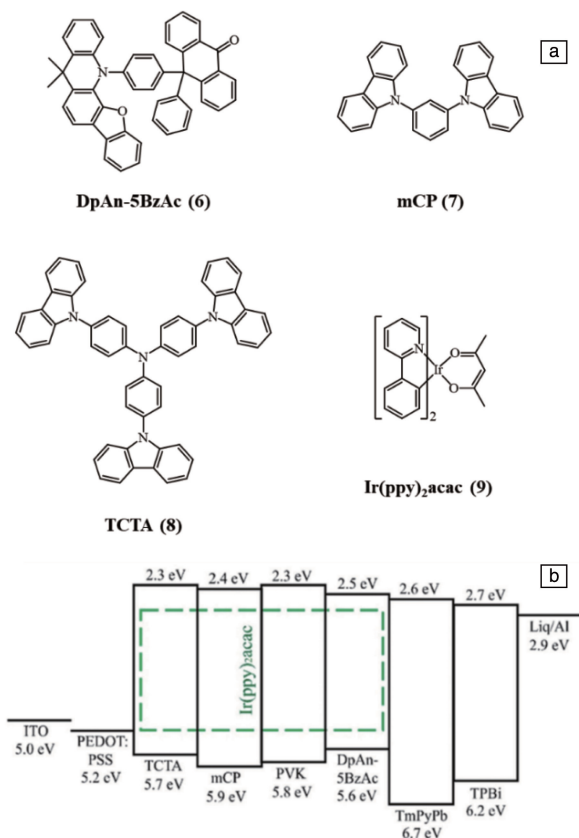 a
O
N
O
DpAn-5BzAc (6)
N
N
mCP (7)
N
N
N
N
TCTA (8)
N
Ir
O
O
2
Ir(ppy)₂acac (9)
b
2.3 eV
2.4 eV
2.3 eV
2.5 eV
2.6 eV
2.7 eV
Liq/Al
2.9 eV
Ir(ppy)₂acac
ITO
5.0 eV
PEDOT:
PSS
5.2 eV
TCTA
5.7 eV
mCP
5.9 eV
PVK
5.8 eV
DpAn-
5BzAc
5.6 eV
TmPyPb
6.7 eV
TPBi
6.2 eV